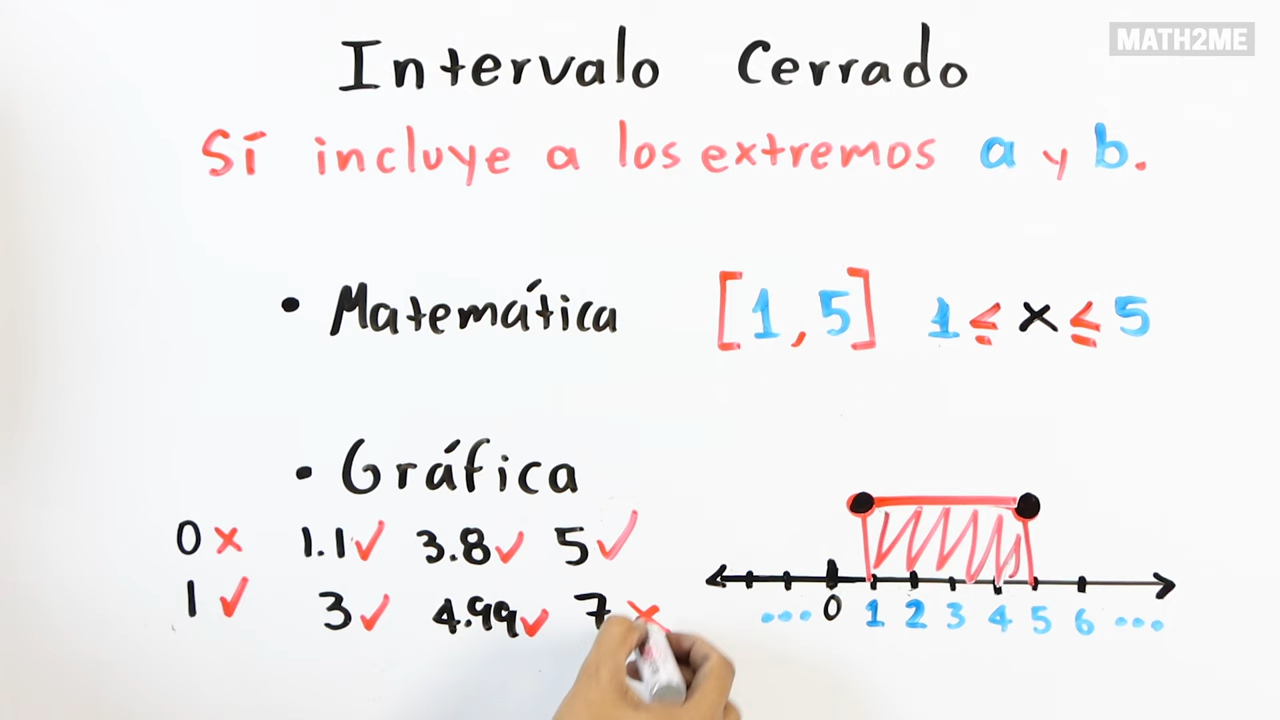 MATH2ME
Intervalo Cerrado
Sí incluye a los extremos a y b.
• Matemática [1, 5] 1 ≤ x ≤ 5
• Gráfica
0 ✗ 1.1 ✓ 3.8 ✓ 5 ✓
1 ✓ 3 ✓ 4.99 ✓ 7 ✗
... 0 1 2 3 4 5 6 ...